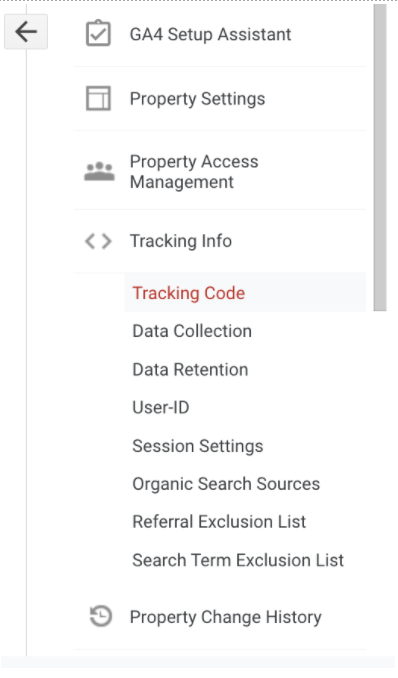 GA4 Setup Assistant
Property Settings
Property Access
Management
Tracking Info
Tracking Code
Data Collection
Data Retention
User-ID
Session Settings
Organic Search Sources
Referral Exclusion List
Search Term Exclusion List
Property Change History